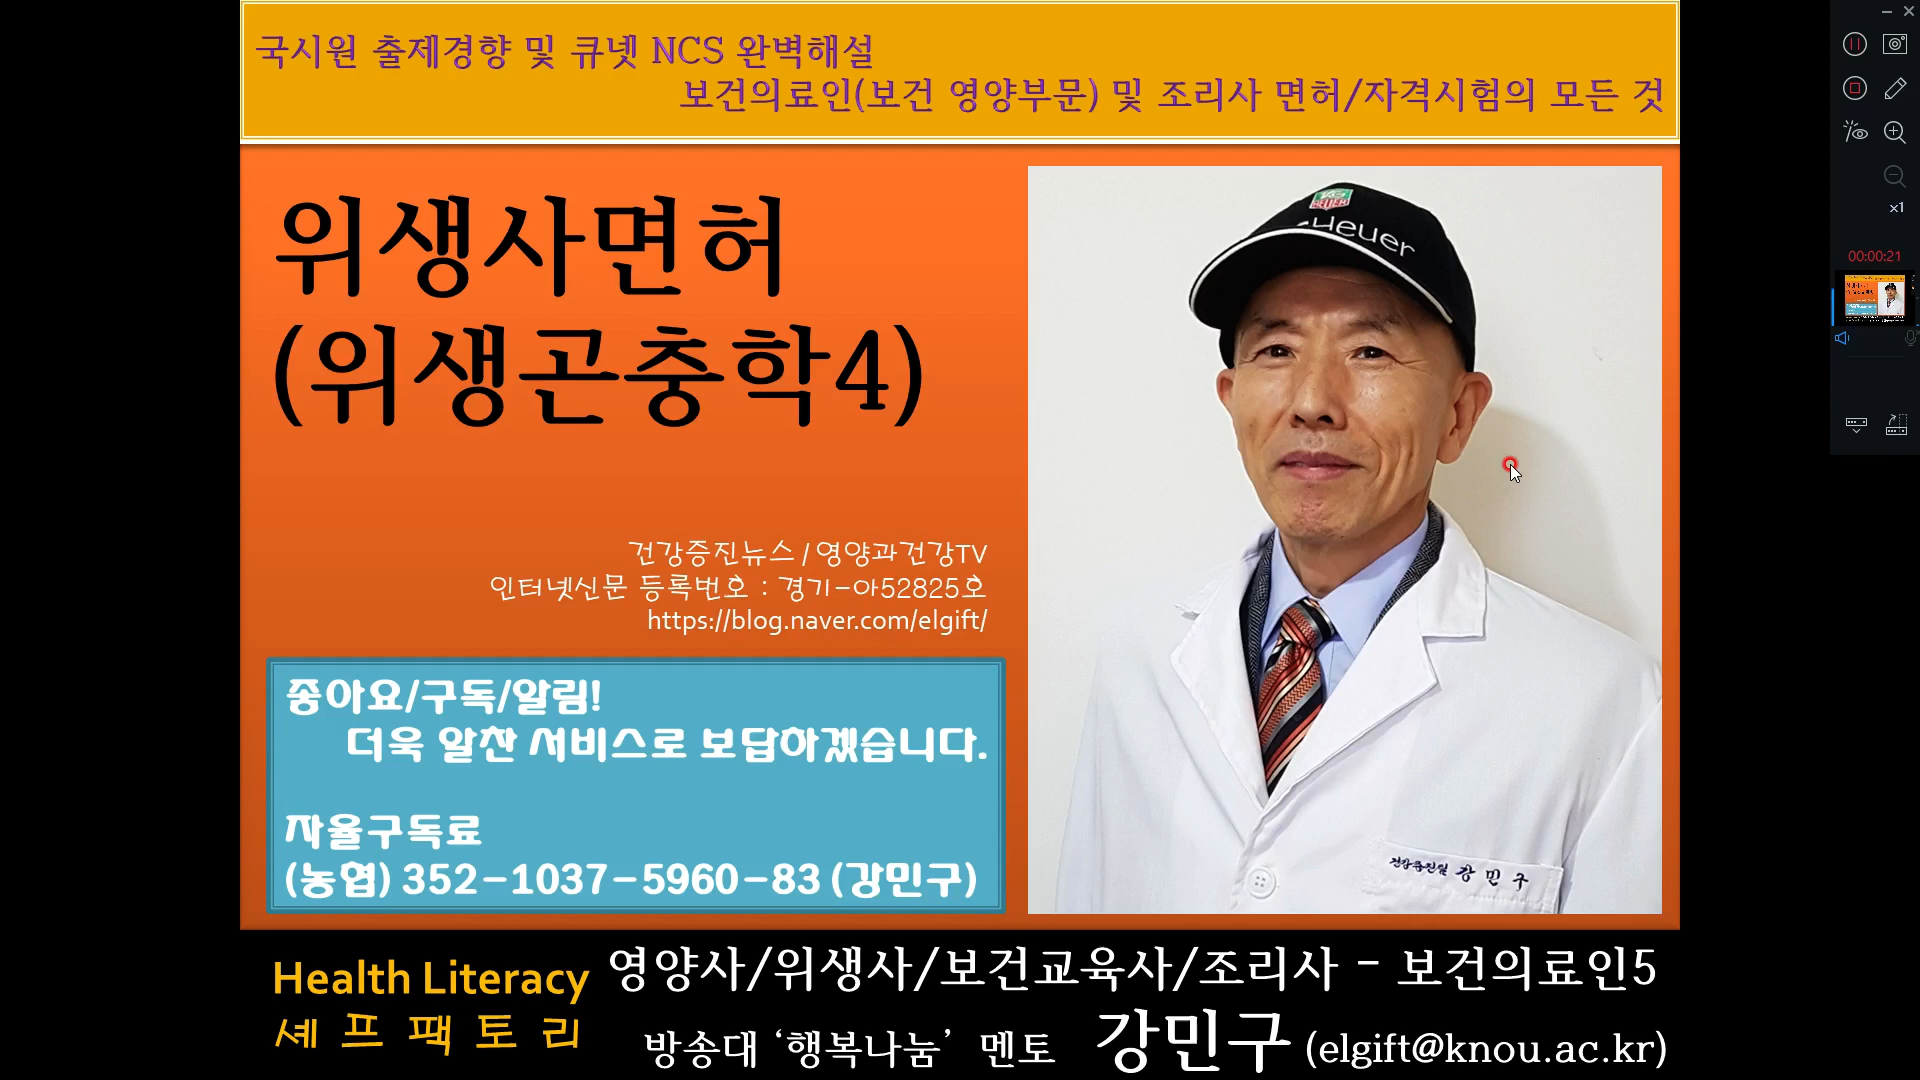 국시원 출제경향 및 큐넷 NCS 완벽해설
보건의료인(보건 영양부문) 및 조리사 면허/자격시험의 모든 것
위생사면허
(위생곤충학4)
건강증진뉴스 / 영양과건강TV
인터넷신문 등록번호 : 경기-아52825호
https://blog.naver.com/elgift/
좋아요/구독/알림!
더욱 알찬 서비스로 보답하겠습니다.
자율구독료
(농협) 352-1037-5960-83 (강민구)
건강증진일 강 민 구
Health Literacy
셰 프 팩 토 리
영양사/위생사/보건교육사/조리사 - 보건의료인5
방송대 ‘행복나눔’ 멘토 강민구 (elgift@knou.ac.kr)
x1
00:00:21